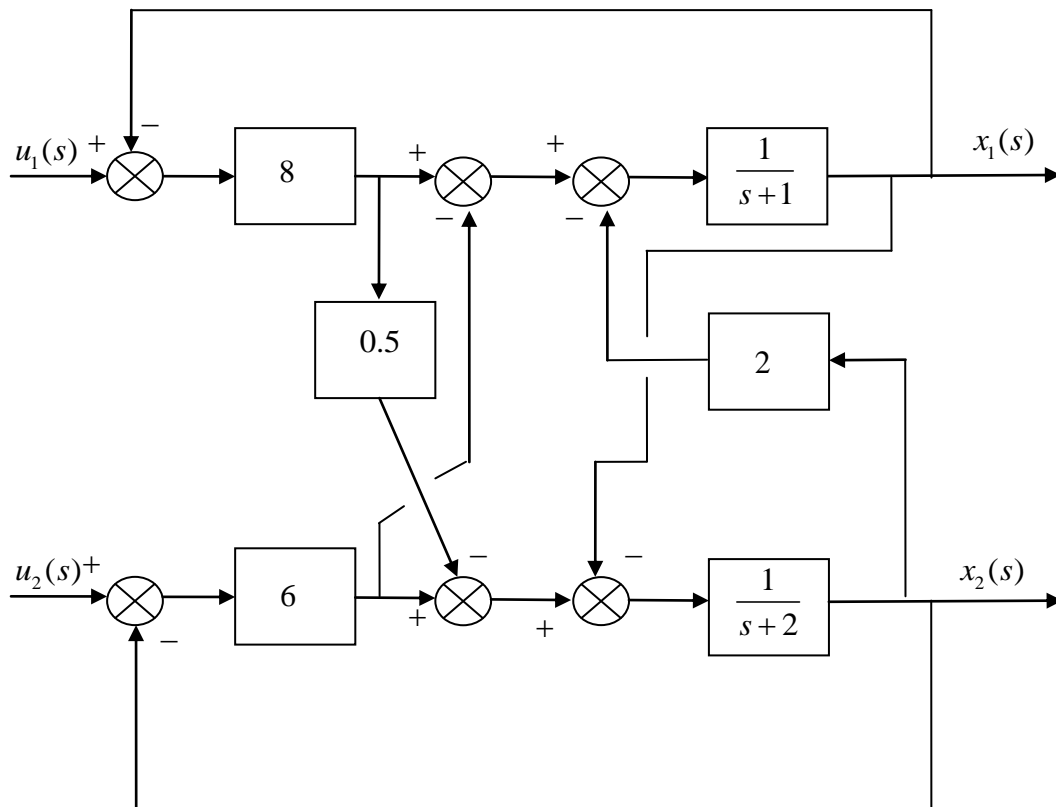 −
+
u₁(s)
8
+
−
+
−
1
s+1
x₁(s)
0.5
2
u₂(s)+
−
6
−
+
−
+
1
s+2
x₂(s)